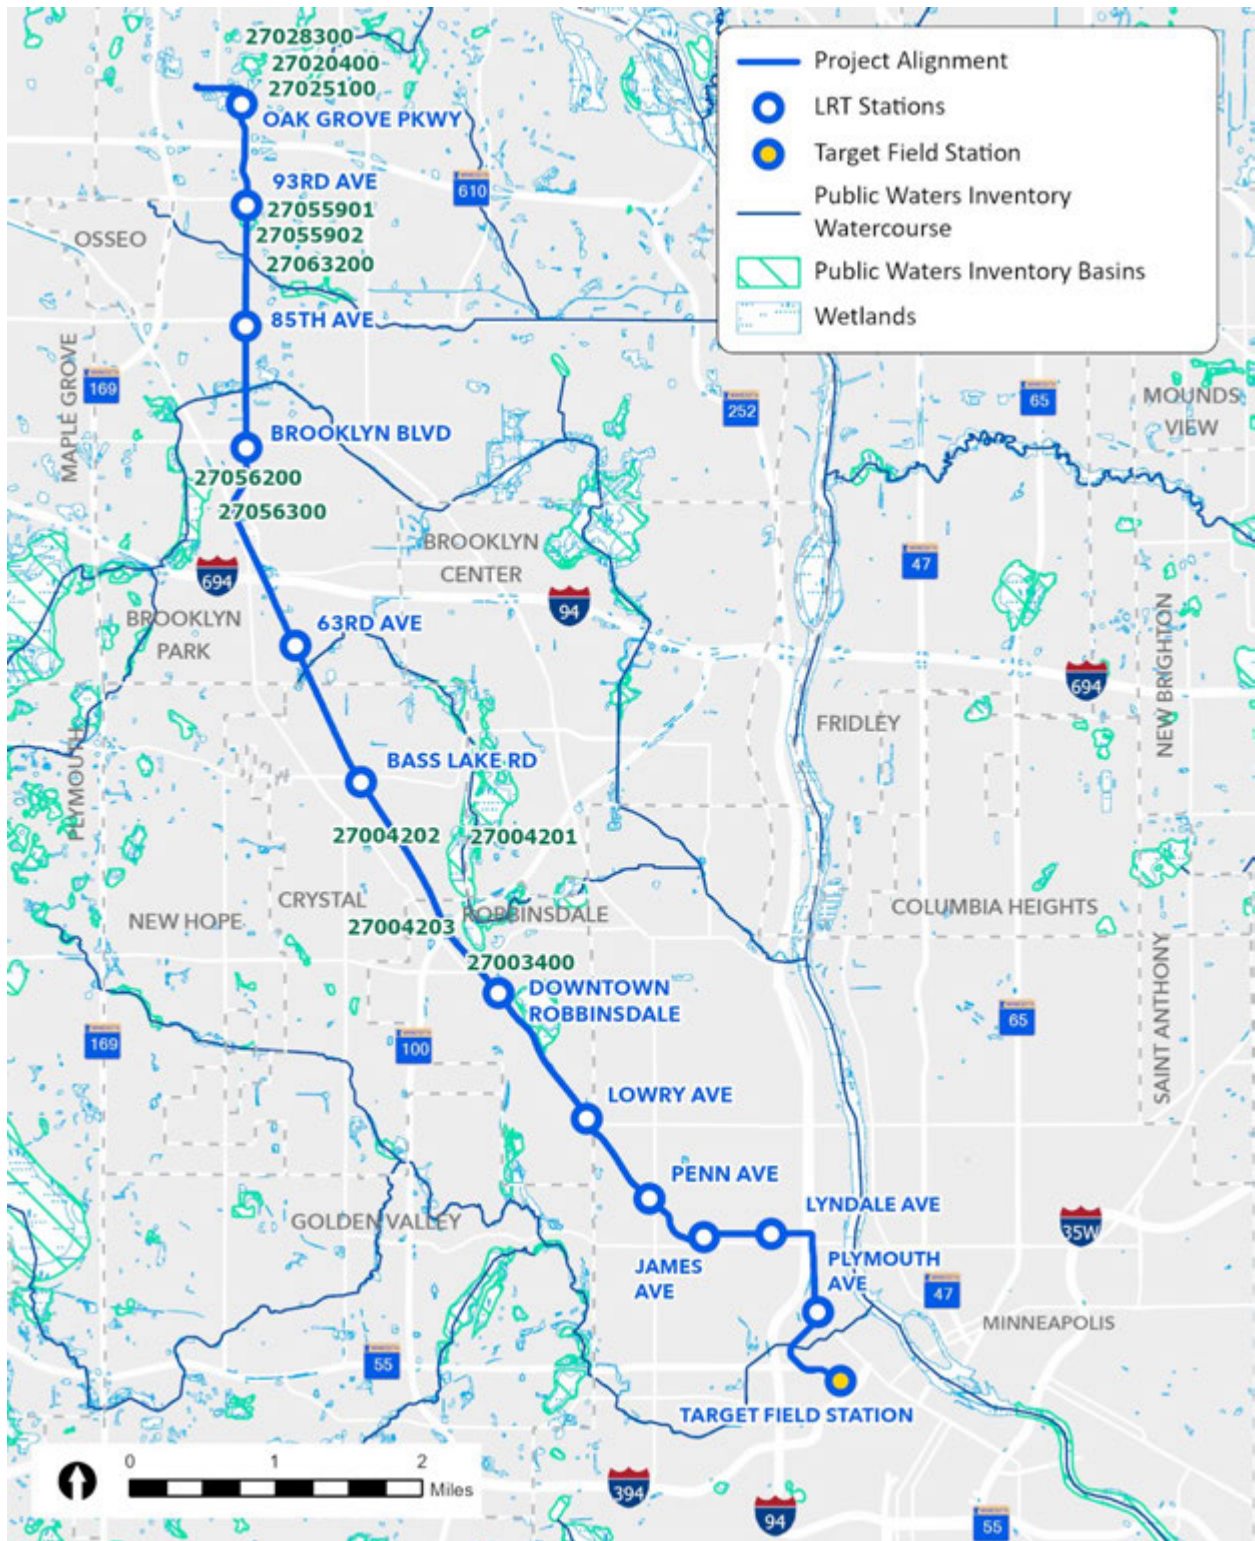 27028300
27020400
27025100
OAK GROVE PKWY
93RD AVE
27055901
27055902
27063200
OSSEO
610
85TH AVE
Project Alignment
LRT Stations
Target Field Station
Public Waters Inventory
Watercourse
Public Waters Inventory Basins
Wetlands
MAPLE GROVE
169
252
65
MOUNDS
VIEW
BROOKLYN BLVD
27056200
27056300
BROOKLYN
CENTER
694
94
47
BROOKLYN
PARK
63RD AVE
694
NEW BRIGHTON
FRIDLEY
PLYMOUTH
BASS LAKE RD
27004202
27004201
CRYSTAL
NEW HOPE
ROBBINSDALE
27004203
COLUMBIA HEIGHTS
27003400
DOWNTOWN
ROBBINSDALE
SAINT ANTHONY
169
100
65
LOWRY AVE
PENN AVE
LYNDALE AVE
GOLDEN VALLEY
35W
JAMES
AVE
PLYMOUTH
AVE
47
MINNEAPOLIS
55
TARGET FIELD STATION
0 1 2
Miles
394
94
55